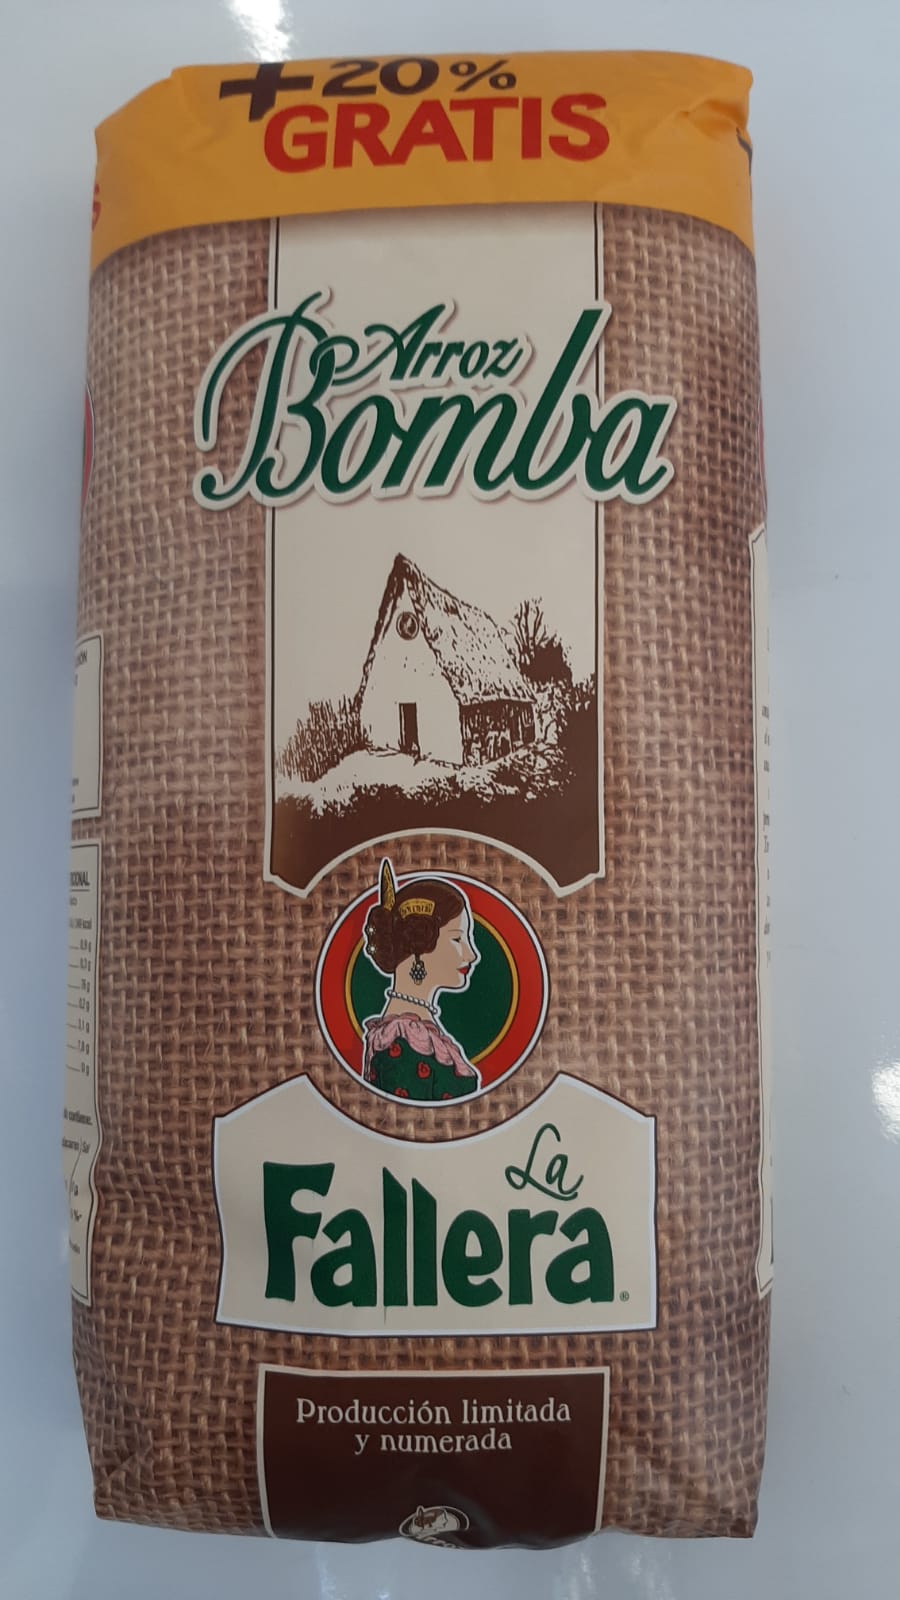 +20%
GRATIS
Arroz
Bomba
La
Fallera®
Producción limitada
y numerada